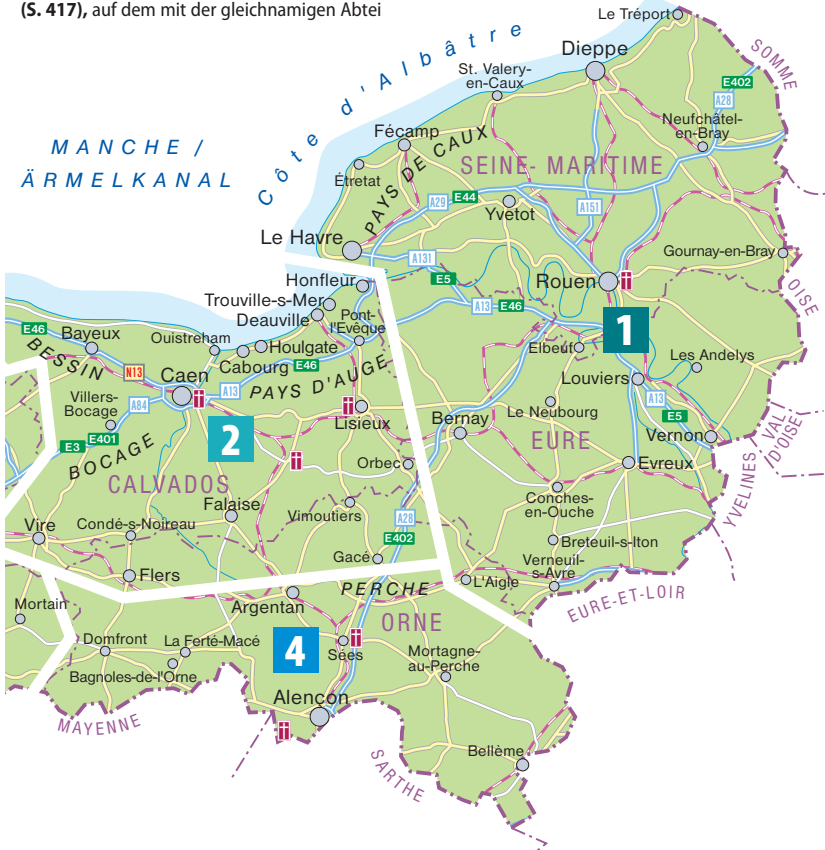 (S. 417), auf dem mit der gleichnamigen Abtei
Le Tréport
Côte d'Albâtre
Dieppe
SOMME
St. Valery-
en-Caux
E402
A28
MANCHE /
ÄRMELKANAL
Neufchâtel-
en-Bray
Fécamp
PAYS DE CAUX
SEINE- MARITIME
Étretat
A29
E44
Yvetot
A151
Le Havre
A131
Gournay-en-Bray
Rouen
OISE
Honfleur
E5
Trouville-s-Mer
Deauville
Pont-
l'Evêque
A13
E46
E46
Bayeux
Ouistreham
1
BESSIN
Houlgate
Cabourg
E46
Elbeuf
Les Andelys
N13
Caen
A13
PAYS D'AUGE
Louviers
Villers-
Bocage
A84
A13
E5
Le Neubourg
Lisieux
Bernay
2
EURE
Vernon
E3
E401
BOCAGE
VAL
D'OISE
Orbec
Evreux
YVELINES
CALVADOS
Falaise
Conches-
en-Ouche
Vire
Condé-s-Noireau
Vimoutiers
A28
E402
Breteuil-s-Iton
Gacé
Verneuil-
s-Avre
Flers
PERCHE
L'Aigle
EURE-ET-LOIR
Mortain
Argentan
ORNE
Domfront
La Ferté-Macé
4
Sées
Mortagne-
au-Perche
Bagnoles-de-l'Orne
Alençon
MAYENNE
SARTHE
Bellême